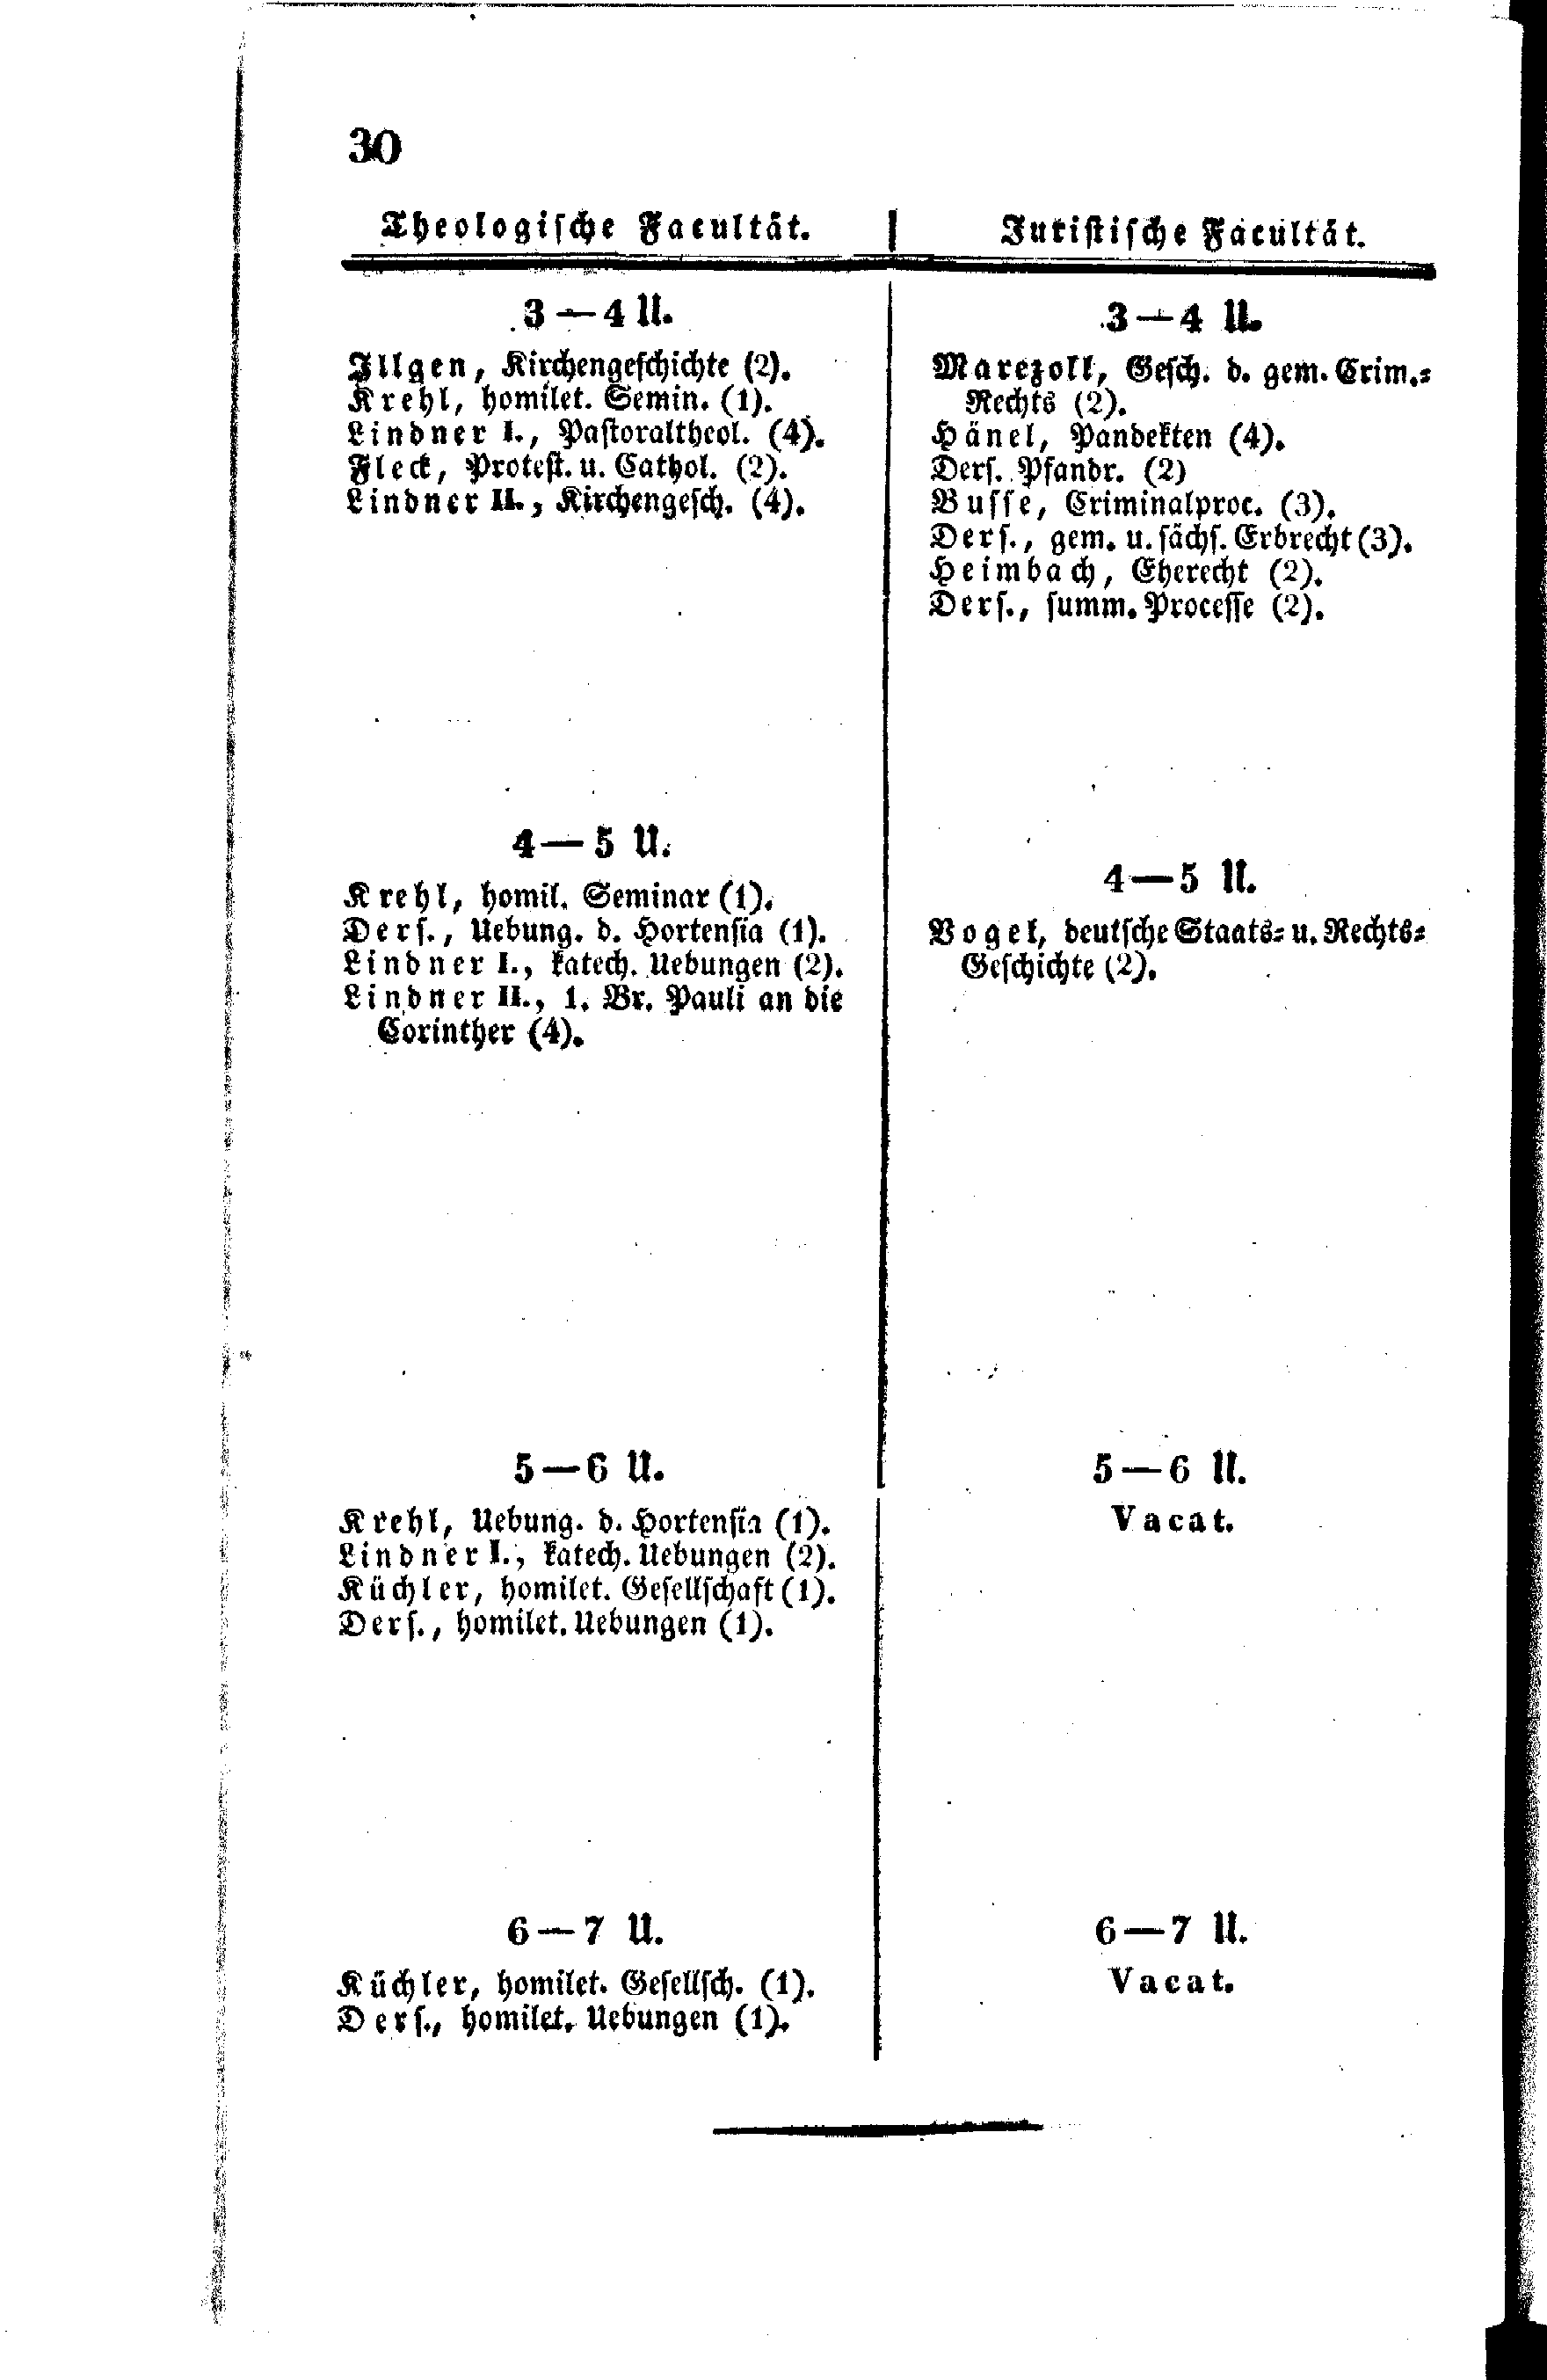 30
Theologische Facultät.
3 — 4 U.
Illgen, Kirchengeschichte (2).
Krehl, homilet. Semin. (1).
Lindner I., Pastoraltheol. (4).
Fleck, Protest. u. Cathol. (2).
Lindner II., Kirchengesch. (4).
4 — 5 U.
Krehl, homil. Seminar (1).
Ders., Uebung. d. Hortensia (1).
Lindner I., katech. Uebungen (2).
Lindner II., 1. Br. Pauli an die
Corinther (4).
5 — 6 U.
Krehl, Uebung. d. Hortensia (1).
Lindner I., katech. Uebungen (2).
Küchler, homilet. Gesellschaft (1).
Ders., homilet. Uebungen (1).
6 — 7 U.
Küchler, homilet. Gesellsch. (1).
Ders., homilet. Uebungen (1).
Juristische Facultät.
3 — 4 U.
Marezoll, Gesch. d. gem. Crim.-
Rechts (2).
Hänel, Pandekten (4).
Ders. Pfandr. (2)
Busse, Criminalproc. (3).
Ders., gem. u. sächs. Erbrecht (3).
Heimbach, Eherecht (2).
Ders., summ. Processe (2).
4 — 5 U.
Vogel, deutsche Staats- u. Rechts-
Geschichte (2).
5 — 6 U.
Vacat.
6 — 7 U.
Vacat.